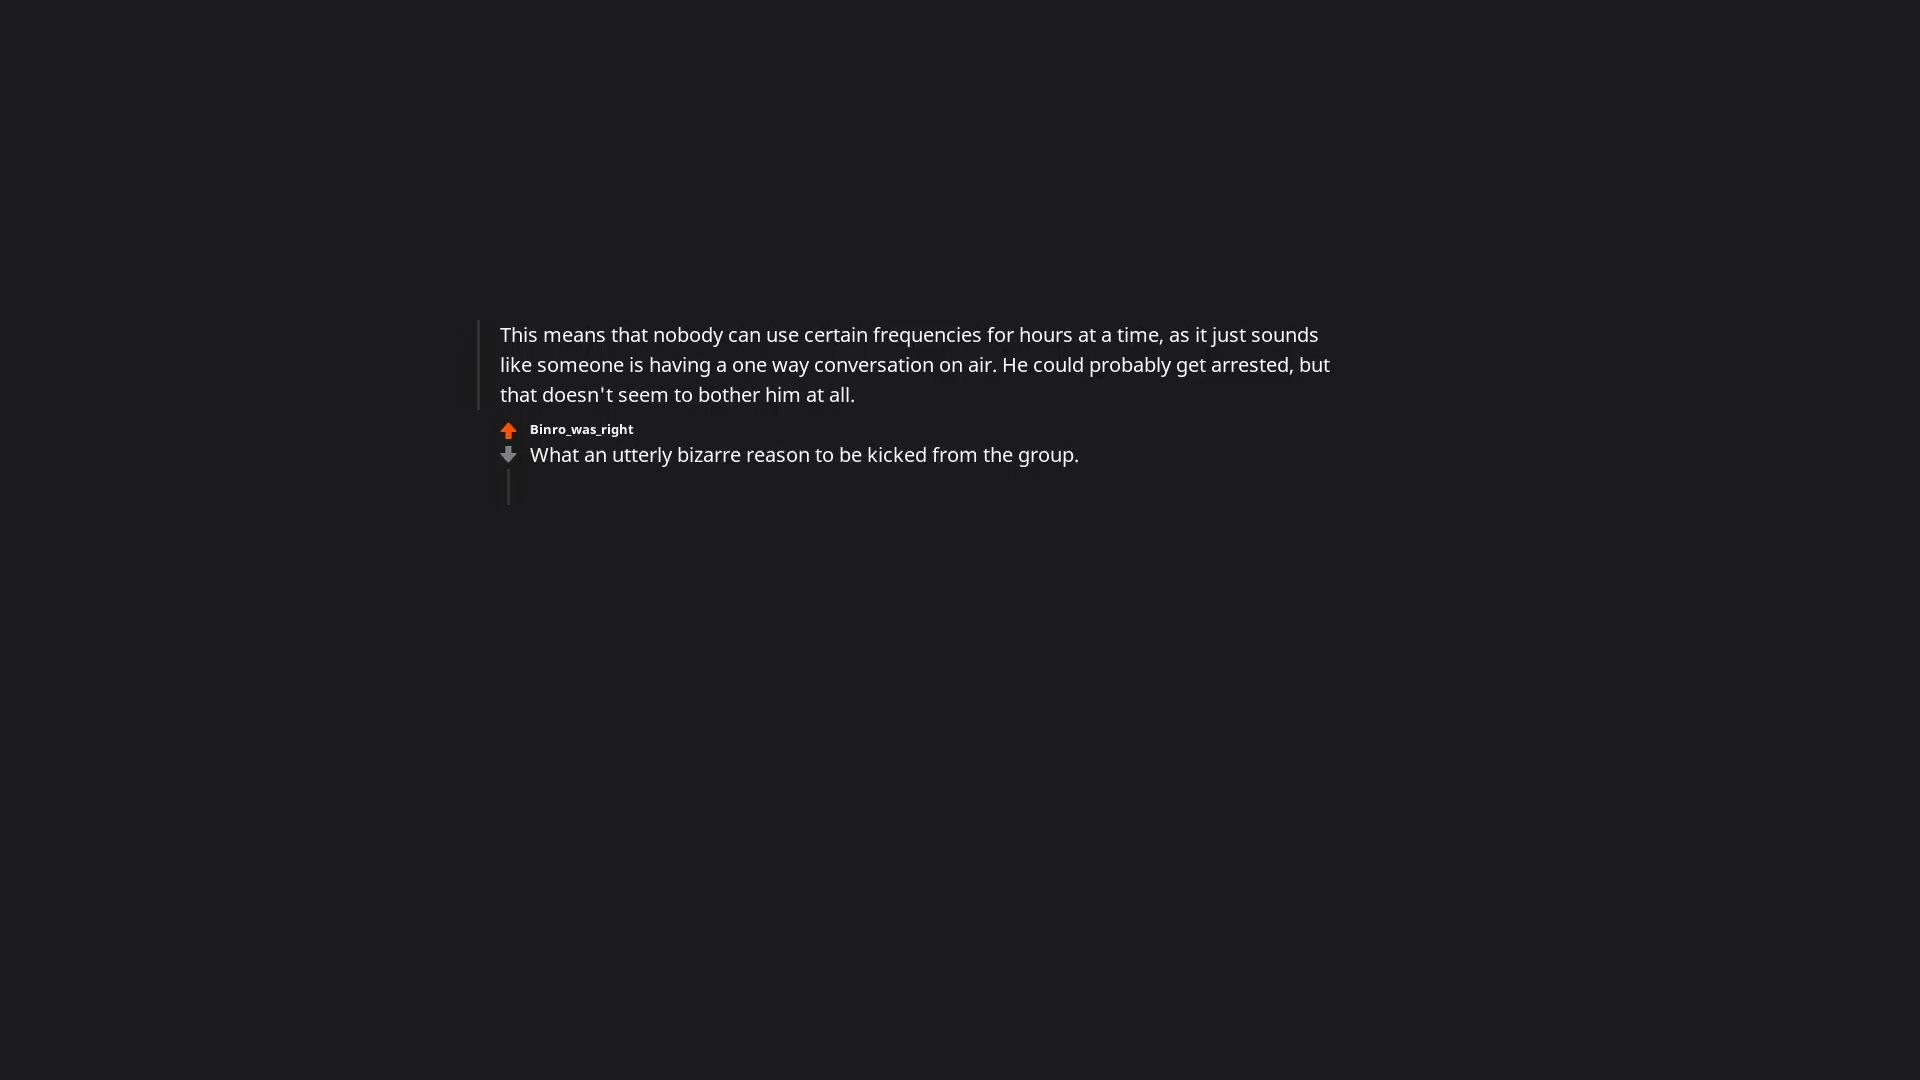 This means that nobody can use certain frequencies for hours at a time, as it just sounds
like someone is having a one way conversation on air. He could probably get arrested, but
that doesn't seem to bother him at all.
Binro_was_right
What an utterly bizarre reason to be kicked from the group.